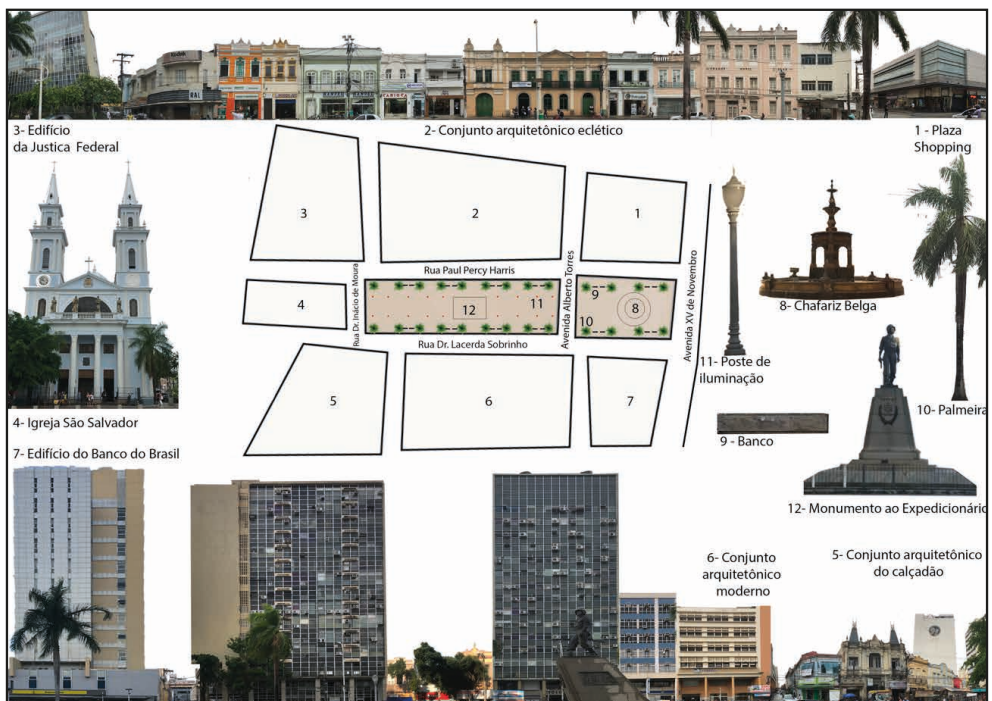 3- Edifício
da Justica Federal
2- Conjunto arquitetônico eclético
1 - Plaza
Shopping
3
2
1
Rua Paul Percy Harris
Rua Dr. Inácio de Moura
Avenida Alberto Torres
Avenida XV de Novembro
4
12
11
9
10
8
Rua Dr. Lacerda Sobrinho
5
6
7
8- Chafariz Belga
11- Poste de
iluminação
10- Palmeira
9 - Banco
4- Igreja São Salvador
7- Edifício do Banco do Brasil
12- Monumento ao Expedicionário
6- Conjunto
arquitetônico
moderno
5- Conjunto arquitetônico
do calçadão